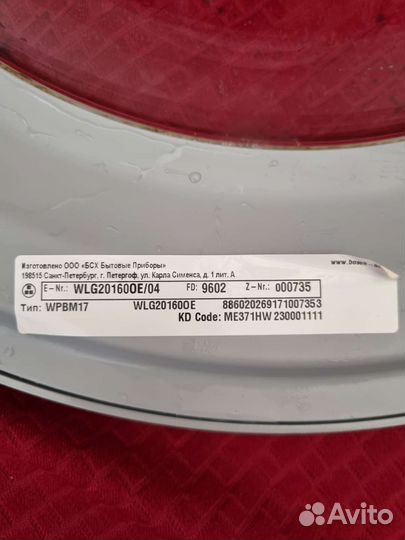 Изготовлено ООО «БСХ Бытовые Приборы»
198515 Санкт-Петербург, г. Петергоф, ул. Карла Сименса, д. 1 лит. А
E-Nr.: WLG20160OE/04 FD: 9602 Z-Nr.: 000735
Тип: WPBM17 WLG20160OE 886020269171007353
KD Code: ME371HW 230001111
Avito